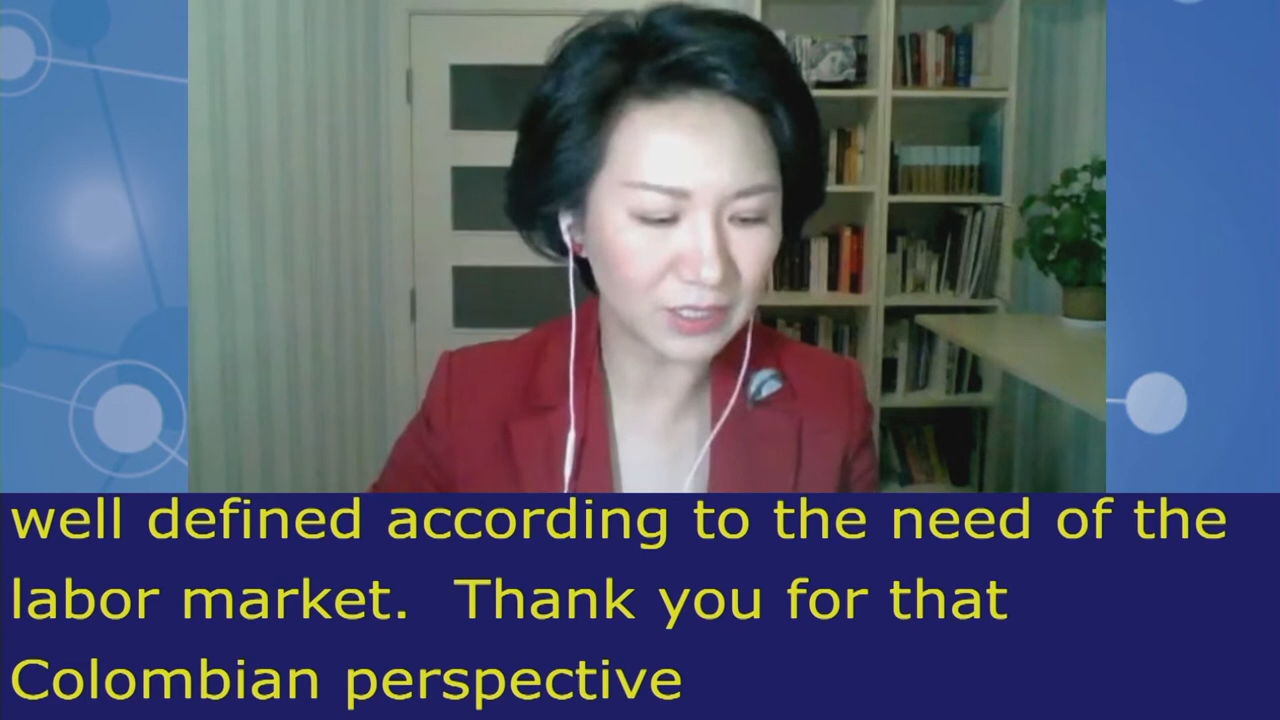 well defined according to the need of the
labor market.  Thank you for that
Colombian perspective